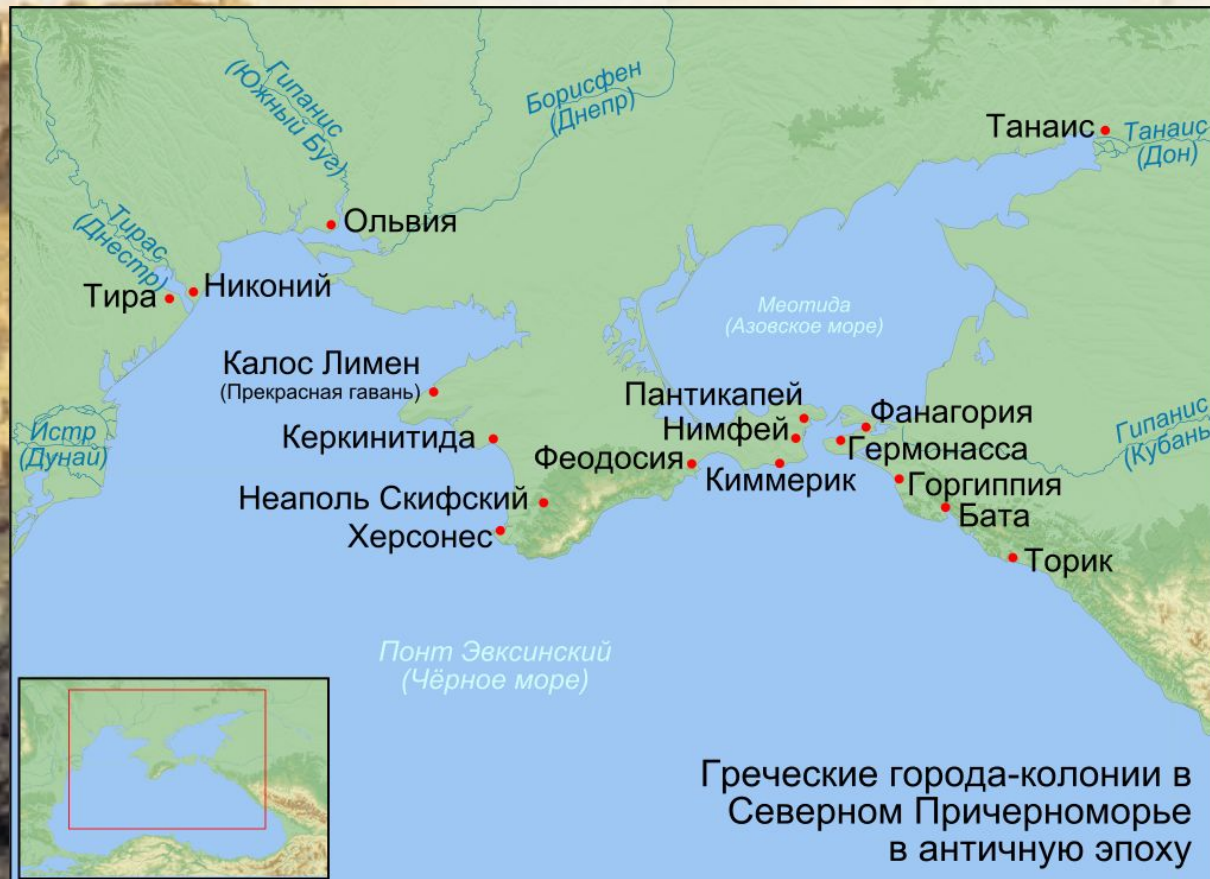 Гипанис
(Южный Буг)
Борисфен
(Днепр)
Танаис
Танаис
(Дон)
Тирас
(Днестр)
Ольвия
Тира
Никоний
Меотида
(Азовское море)
Калос Лимен
(Прекрасная гавань)
Пантикапей
Фанагория
Истр
(Дунай)
Керкинитида
Нимфей
Гермонасса
Гипанис
(Кубань)
Феодосия
Киммерик
Горгиппия
Неаполь Скифский
Бата
Херсонес
Торик
Понт Эвксинский
(Чёрное море)
Греческие города-колонии в
Северном Причерноморье
в античную эпоху